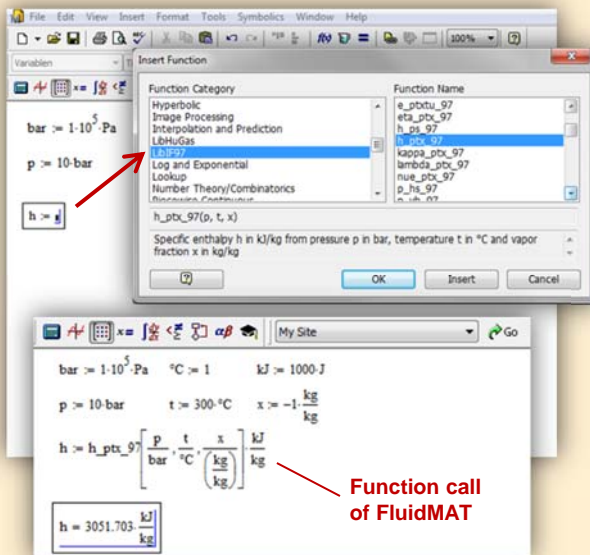 File Edit View Insert Format Tools Symbolics Window Help
100%
Variablen
Insert Function
bar := 1·10⁵·Pa
p := 10·bar
h :=
Function Category
Hyperbolic
Image Processing
Interpolation and Prediction
LibHuGas
LibIF97
Log and Exponential
Lookup
Number Theory/Combinatorics
Piecewise Continuous
Function Name
e_ptxtu_97
eta_ptx_97
h_ps_97
h_ptx_97
kappa_ptx_97
lambda_ptx_97
nue_ptx_97
p_hs_97
h_ptx_97(p, t, x)
Specific enthalpy h in kJ/kg from pressure p in bar, temperature t in °C and vapor
fraction x in kg/kg
OK Insert Cancel
My Site Go
bar := 1·10⁵·Pa °C := 1 kJ := 1000·J
p := 10·bar t := 300·°C x := −1·kg/kg
h := h_ptx_97[p/bar, t/°C, x/(kg/kg)]·kJ/kg
Function call
of FluidMAT
h = 3051.703·kJ/kg